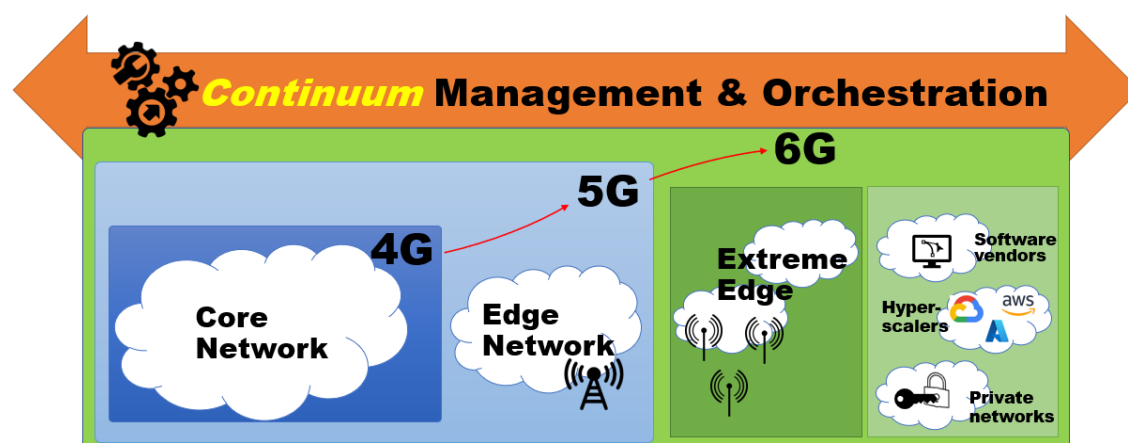 Continuum Management & Orchestration
6G
5G
4G
Core
Network
Edge
Network
Extreme
Edge
Software
vendors
Hyper-
scalers
aws
Private
networks